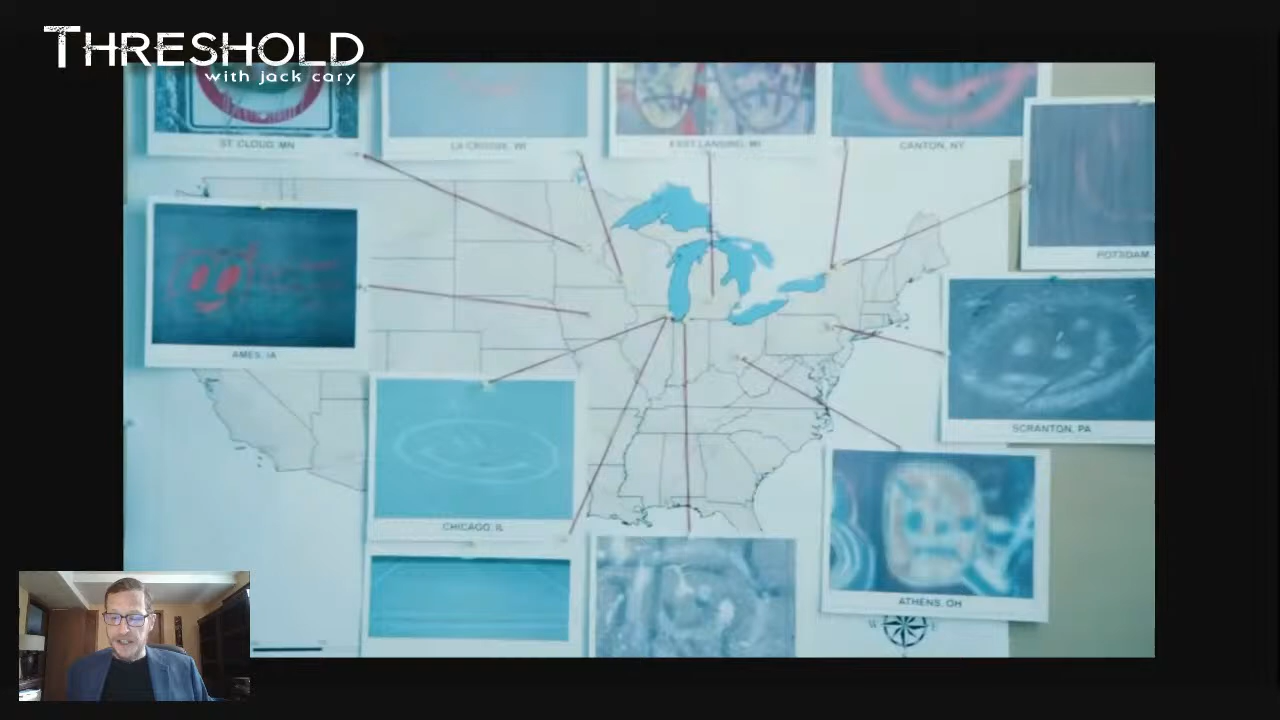 THRESHOLD
with jack cary
ST. CLOUD, MN
LA CROSSE, WI
EAST LANSING, MI
CANTON, NY
POTSDAM
AMES, IA
SCRANTON, PA
CHICAGO, IL
ATHENS, OH
W